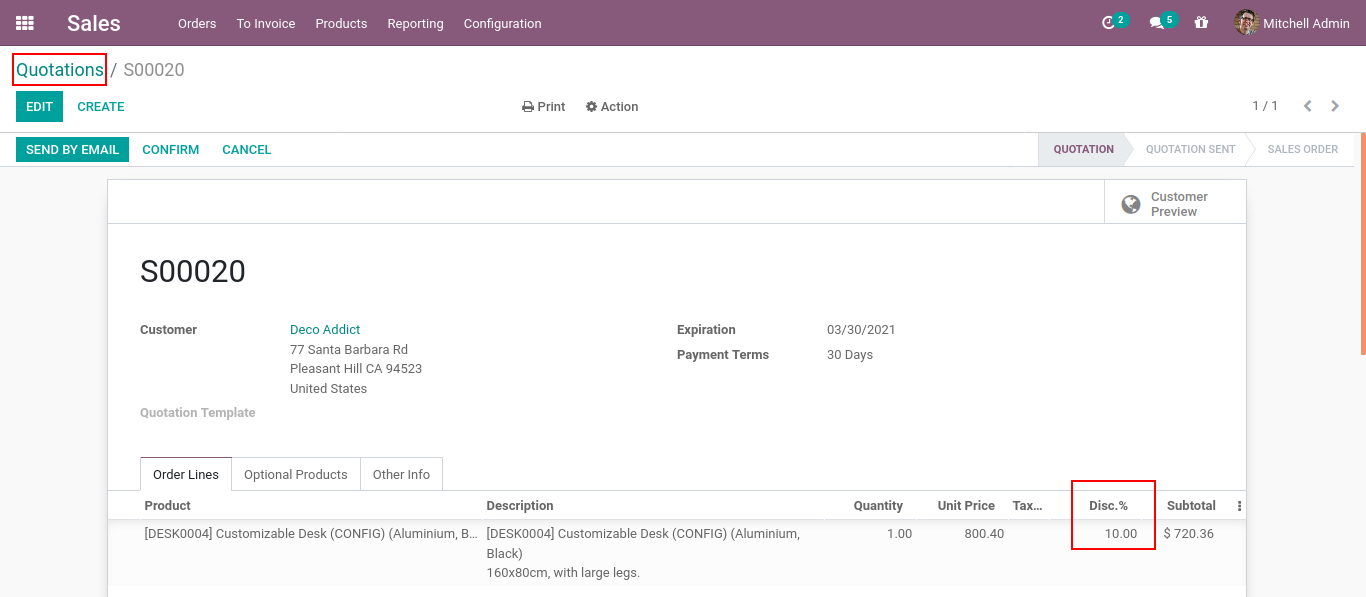 Sales Orders To Invoice Products Reporting Configuration 2 5 Mitchell Admin
Quotations / S00020
EDIT CREATE Print Action 1 / 1
SEND BY EMAIL CONFIRM CANCEL QUOTATION QUOTATION SENT SALES ORDER
Customer
Preview
S00020
Customer Deco Addict Expiration 03/30/2021
77 Santa Barbara Rd
Payment Terms 30 Days
Pleasant Hill CA 94523
United States
Quotation Template
Order Lines Optional Products Other Info
Product Description Quantity Unit Price Tax... Disc.% Subtotal
[DESK0004] Customizable Desk (CONFIG) (Aluminium, B... [DESK0004] Customizable Desk (CONFIG) (Aluminium, 1.00 800.40 10.00 $ 720.36
Black)
160x80cm, with large legs.